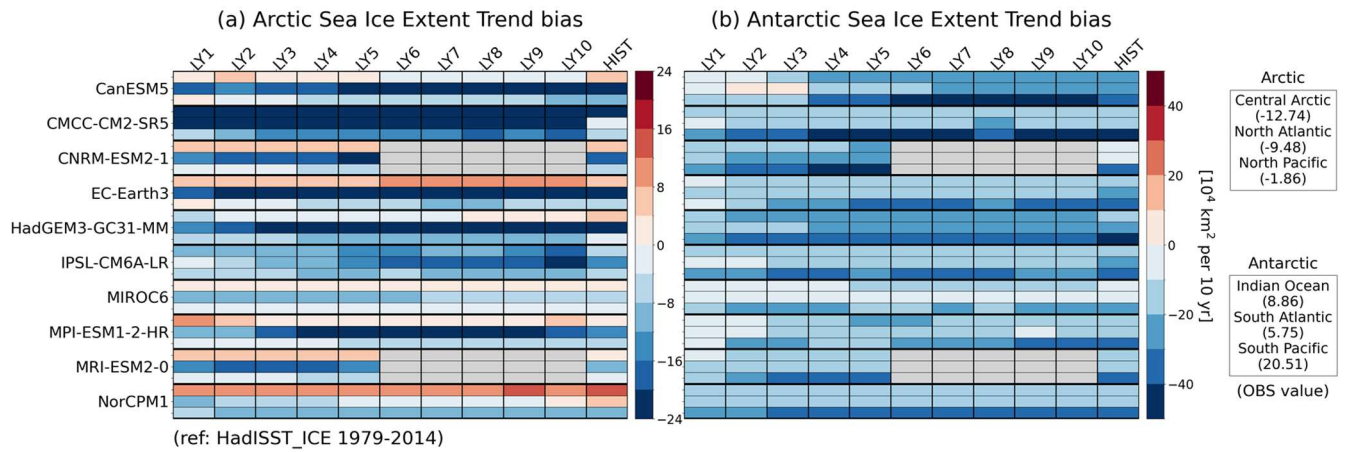 (a) Arctic Sea Ice Extent Trend bias
(b) Antarctic Sea Ice Extent Trend bias
LY1 LY2 LY3 LY4 LY5 LY6 LY7 LY8 LY9 LY10 HIST
LY1 LY2 LY3 LY4 LY5 LY6 LY7 LY8 LY9 LY10 HIST
CanESM5
CMCC-CM2-SR5
CNRM-ESM2-1
EC-Earth3
HadGEM3-GC31-MM
IPSL-CM6A-LR
MIROC6
MPI-ESM1-2-HR
MRI-ESM2-0
NorCPM1
24
16
8
0
−8
−16
−24
40
20
0
−20
−40
[10⁴ km² per 10 yr]
Arctic
Central Arctic
(-12.74)
North Atlantic
(-9.48)
North Pacific
(-1.86)
Antarctic
Indian Ocean
(8.86)
South Atlantic
(5.75)
South Pacific
(20.51)
(OBS value)
(ref: HadISST_ICE 1979-2014)